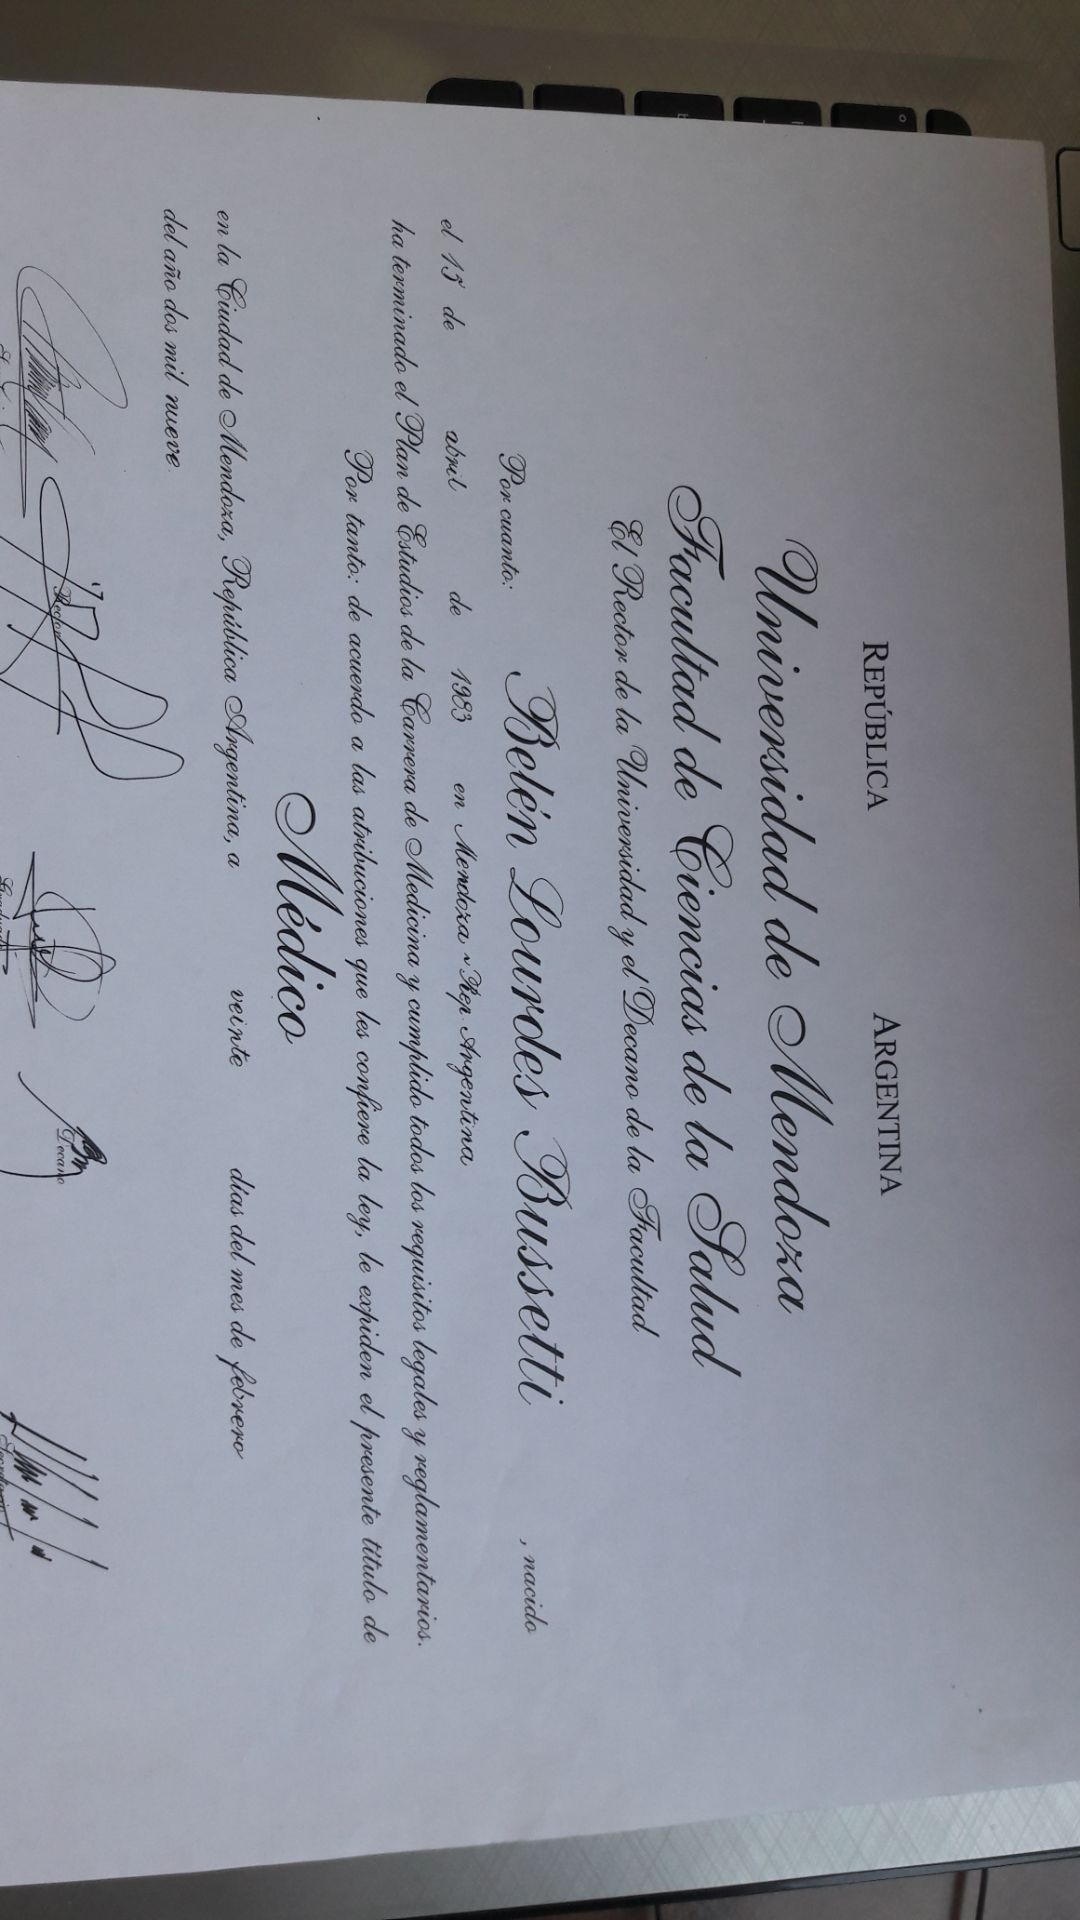 REPÚBLICA ARGENTINA
Universidad de Mendoza
Facultad de Ciencias de la Salud
El Rector de la Universidad y el Decano de la Facultad
Por cuanto: Belén Lourdes Bussetti , nacido
el 15 de abril de 1983 en Mendoza ~ Rep Argentina
ha terminado el Plan de Estudios de la Carrera de Medicina y cumplido todos los requisitos legales y reglamentarios.
Por tanto: de acuerdo a las atribuciones que les confiere la ley, le expiden el presente título de
Médico
en la Ciudad de Mendoza, República Argentina, a veinte días del mes de febrero
del año dos mil nueve
Rector
Decano